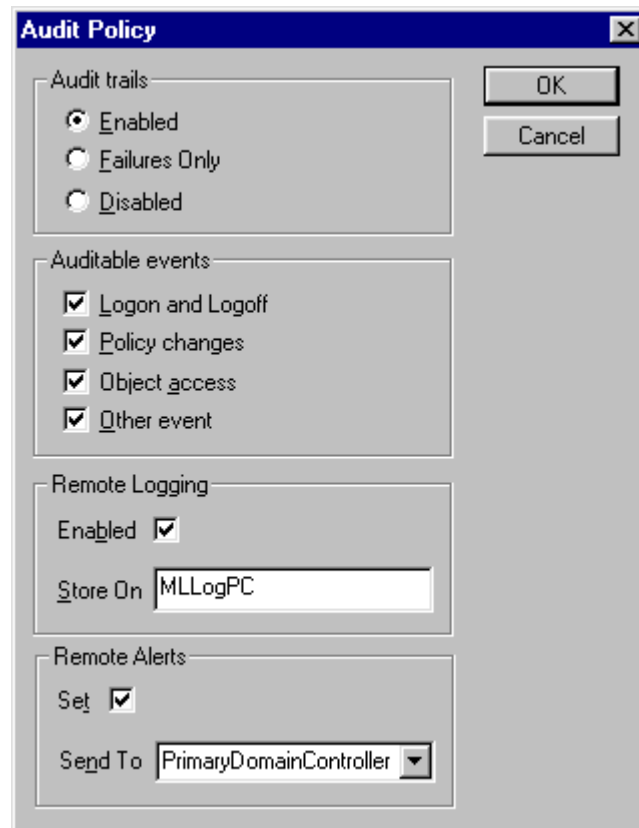 Audit Policy
Audit trails
OK
Enabled
Cancel
Failures Only
Disabled
Auditable events
Logon and Logoff
Policy changes
Object access
Other event
Remote Logging
Enabled
Store On MLLogPC
Remote Alerts
Set
Send To PrimaryDomainController